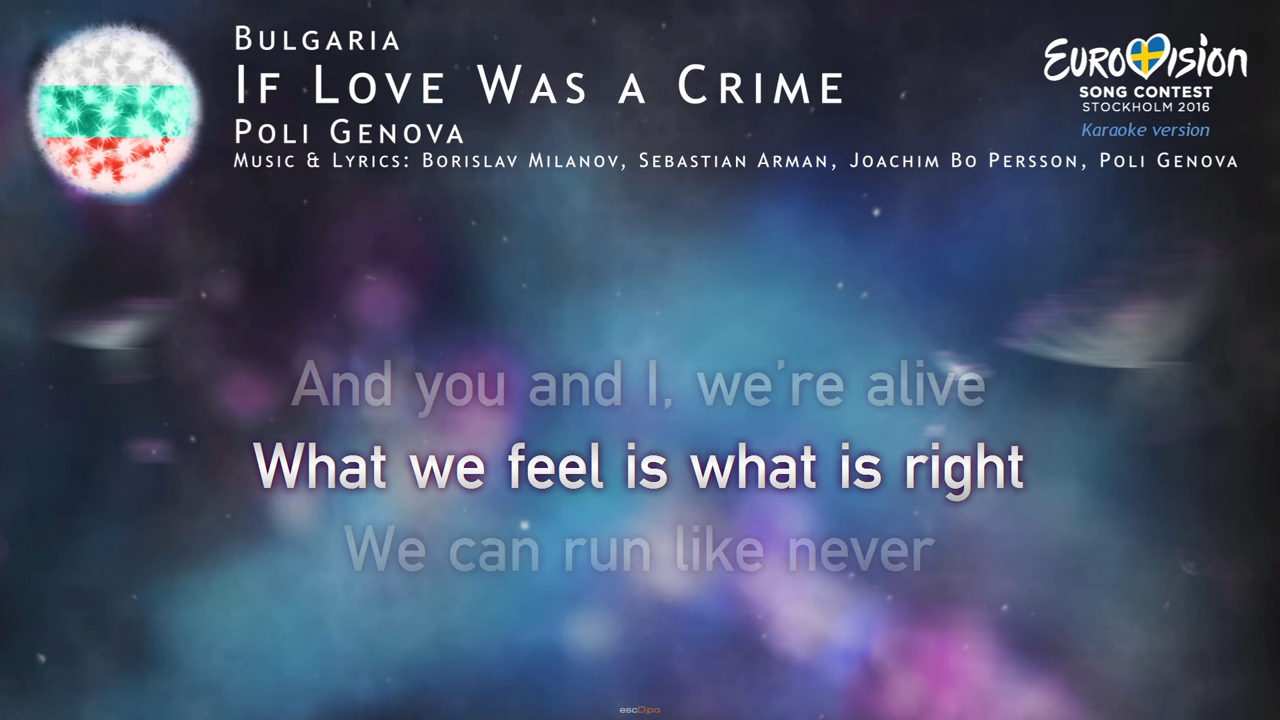 Bulgaria
If Love Was a Crime
Poli Genova
Music & Lyrics: Borislav Milanov, Sebastian Arman, Joachim Bo Persson, Poli Genova
EUROVISION
SONG CONTEST
STOCKHOLM 2016
Karaoke version
And you and I, we're alive
What we feel is what is right
We can run like never
escDjpo